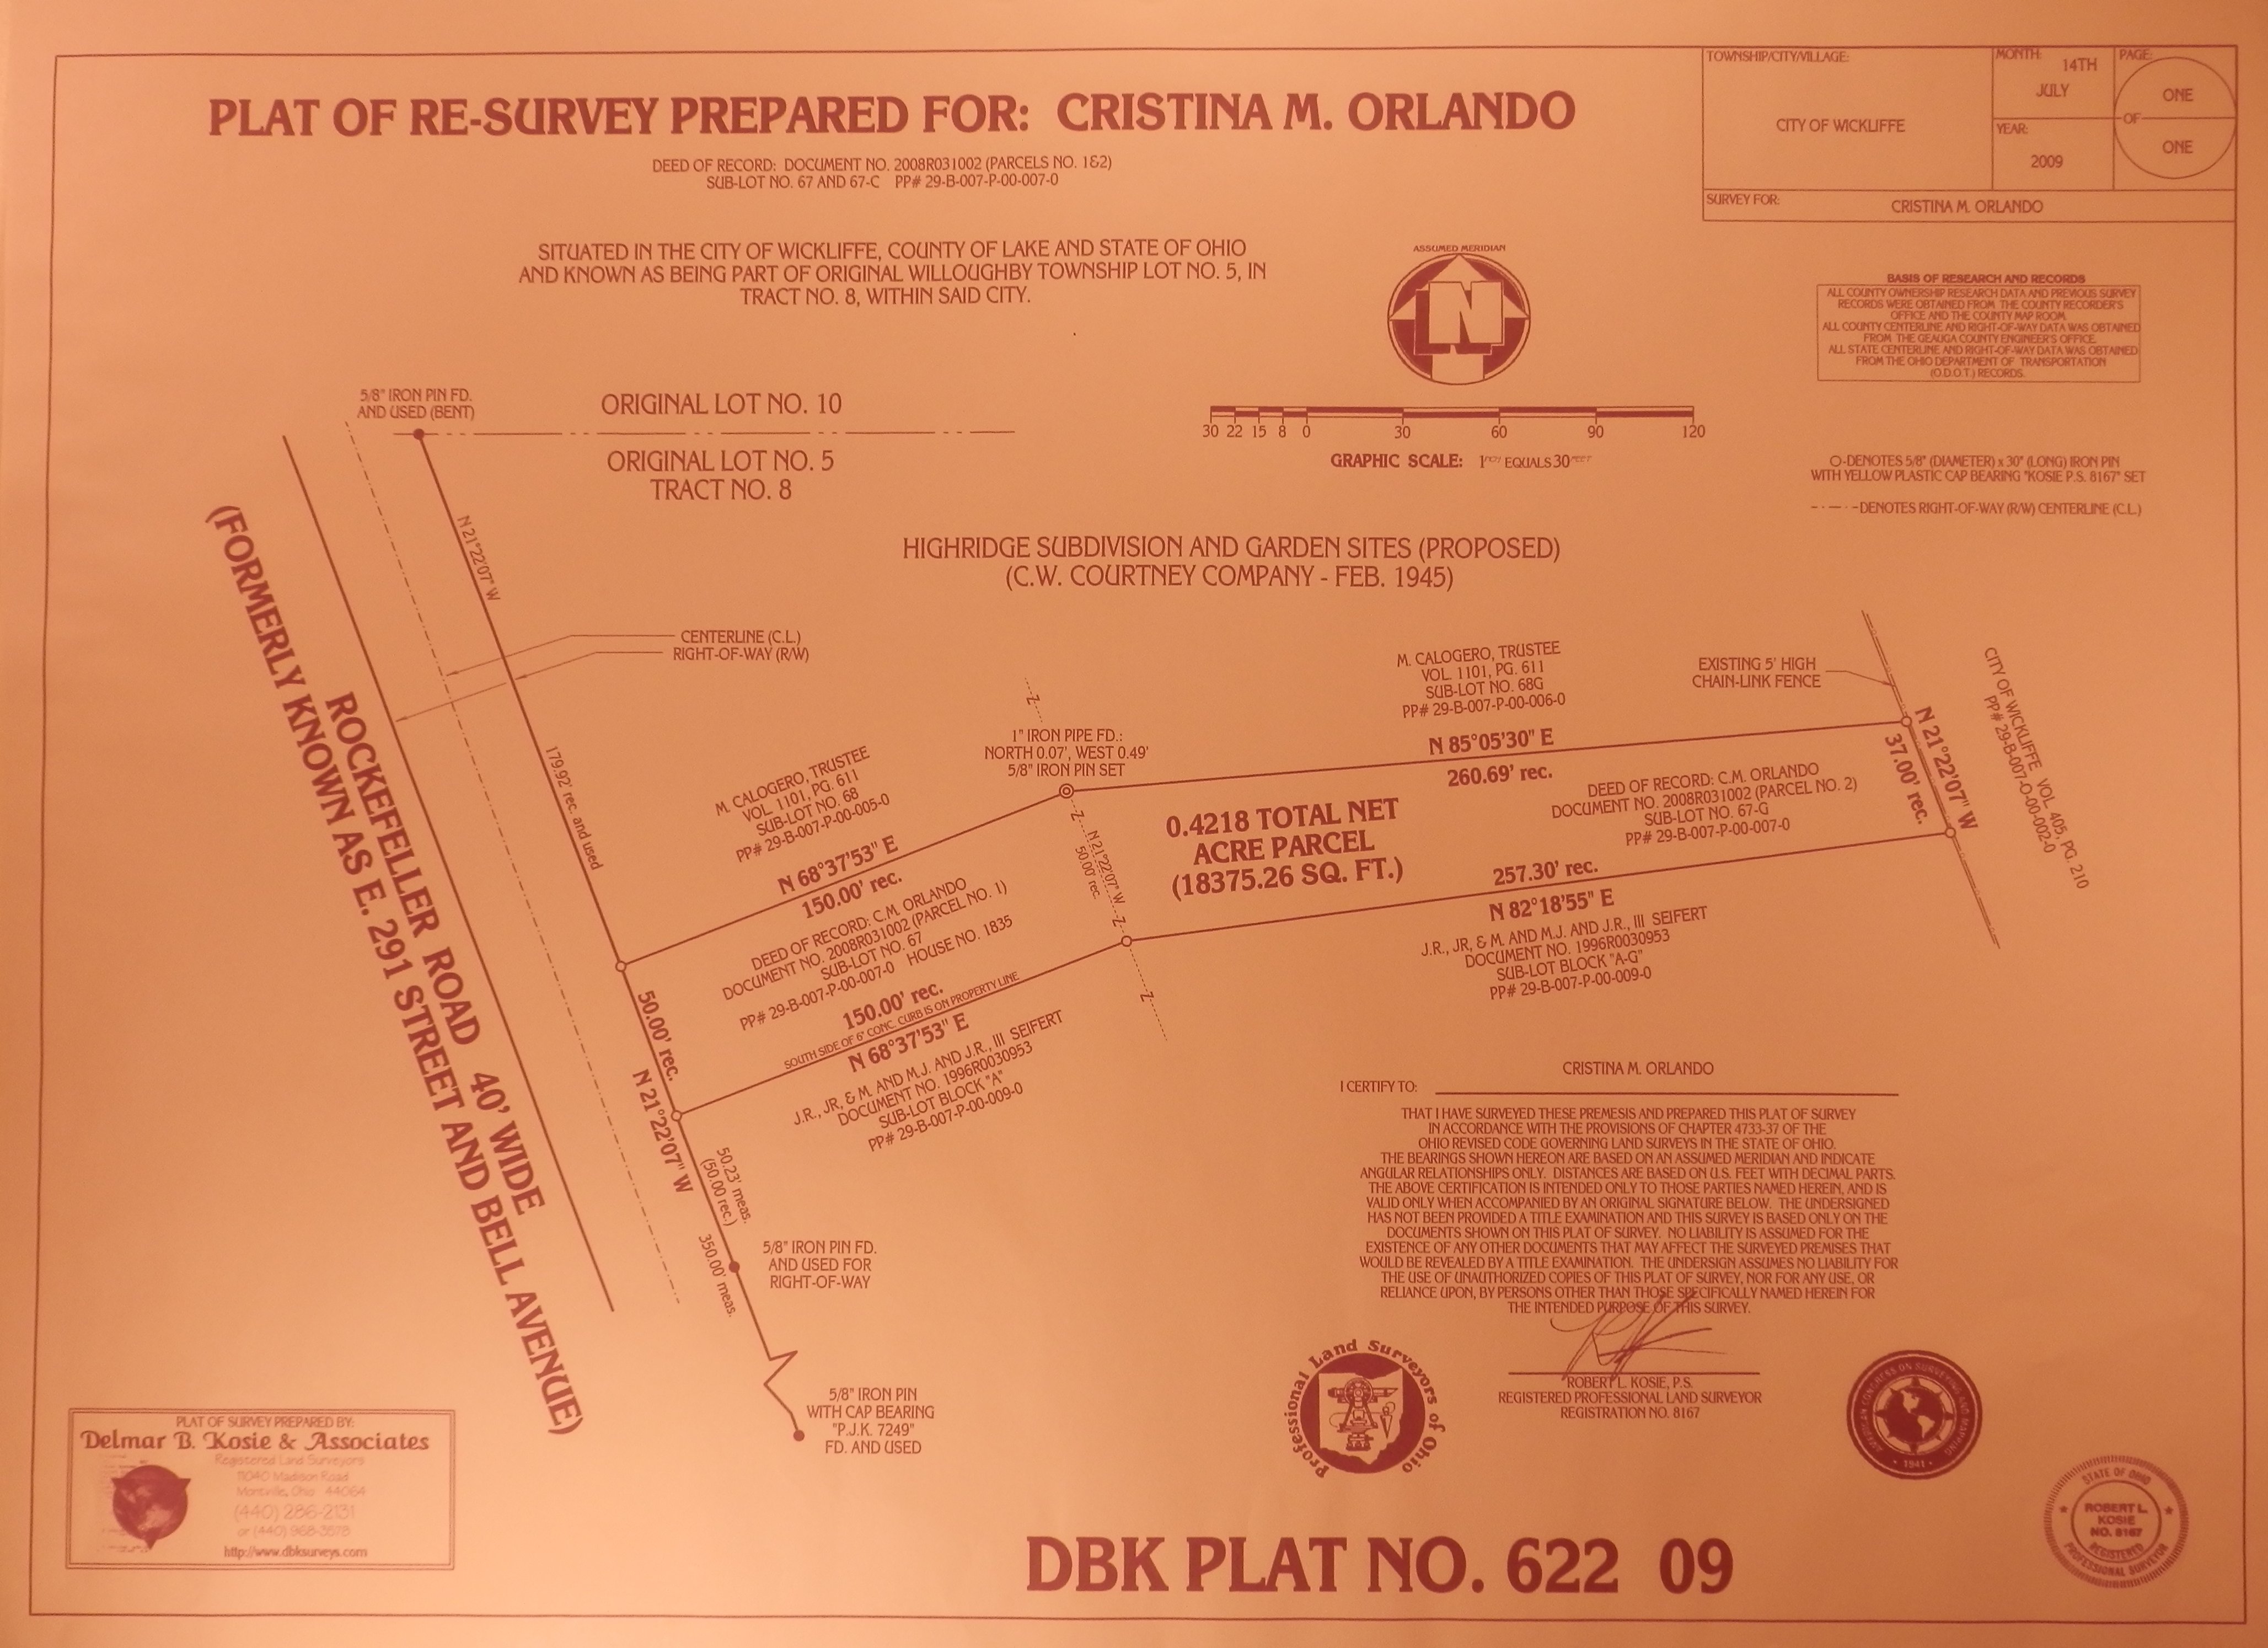 PLAT OF RE-SURVEY PREPARED FOR: CRISTINA M. ORLANDO
DEED OF RECORD: DOCUMENT NO. 2008R031002 (PARCELS NO. 1&2)
SUB-LOT NO. 67 AND 67-C PP# 29-B-007-P-00-007-0
SITUATED IN THE CITY OF WICKLIFFE, COUNTY OF LAKE AND STATE OF OHIO
AND KNOWN AS BEING PART OF ORIGINAL WILLOUGHBY TOWNSHIP LOT NO. 5, IN
TRACT NO. 8, WITHIN SAID CITY.
TOWNSHIP/CITY/VILLAGE:
CITY OF WICKLIFFE
MONTH:
14TH
JULY
YEAR:
2009
PAGE:
ONE
OF
ONE
SURVEY FOR:
CRISTINA M. ORLANDO
ASSUMED MERIDIAN
N
30 22 15 8 0 30 60 90 120
GRAPHIC SCALE: 1 INCH EQUALS 30 FEET
BASIS OF RESEARCH AND RECORDS
ALL COUNTY OWNERSHIP RESEARCH DATA AND PREVIOUS SURVEY
RECORDS WERE OBTAINED FROM THE COUNTY RECORDER'S
OFFICE AND THE COUNTY MAP ROOM.
ALL COUNTY CENTERLINE AND RIGHT-OF-WAY DATA WAS OBTAINED
FROM THE GEAUGA COUNTY ENGINEER'S OFFICE.
ALL STATE CENTERLINE AND RIGHT-OF-WAY DATA WAS OBTAINED
FROM THE OHIO DEPARTMENT OF TRANSPORTATION
(O.D.O.T.) RECORDS.
O-DENOTES 5/8" (DIAMETER) x 30" (LONG) IRON PIN
WITH YELLOW PLASTIC CAP BEARING "KOSIE P.S. 8167" SET
DENOTES RIGHT-OF-WAY (R/W) CENTERLINE (C.L.)
5/8" IRON PIN FD.
AND USED (BENT)
ORIGINAL LOT NO. 10
ORIGINAL LOT NO. 5
TRACT NO. 8
HIGHRIDGE SUBDIVISION AND GARDEN SITES (PROPOSED)
(C.W. COURTNEY COMPANY - FEB. 1945)
N 21°22'07" W
179.92' rec. and used
CENTERLINE (C.L.)
RIGHT-OF-WAY (R/W)
ROCKEFELLER ROAD 40' WIDE
(FORMERLY KNOWN AS E. 291 STREET AND BELL AVENUE)
M. CALOGERO, TRUSTEE
VOL. 1101, PG. 611
SUB-LOT NO. 68
PP# 29-B-007-P-00-005-0
N 68°37'53" E
150.00' rec.
1" IRON PIPE FD.:
NORTH 0.07', WEST 0.49'
5/8" IRON PIN SET
M. CALOGERO, TRUSTEE
VOL. 1101, PG. 611
SUB-LOT NO. 68G
PP# 29-B-007-P-00-006-0
N 85°05'30" E
260.69' rec.
EXISTING 5' HIGH
CHAIN-LINK FENCE
N 21°22'07" W
37.00' rec.
CITY OF WICKLIFFE VOL. 405, PG. 210
PP# 29-B-007-O-00-002-0
DEED OF RECORD: C.M. ORLANDO
DOCUMENT NO. 2008R031002 (PARCEL NO. 2)
SUB-LOT NO. 67-G
PP# 29-B-007-P-00-007-0
0.4218 TOTAL NET
ACRE PARCEL
(18375.26 SQ. FT.)
Z
Z
N 21°22'07" W
50.00' rec.
Z
Z
257.30' rec.
N 82°18'55" E
J.R., JR, & M. AND M.J. AND J.R., III SEIFERT
DOCUMENT NO. 1996R0030953
SUB-LOT BLOCK "A-G"
PP# 29-B-007-P-00-009-0
DEED OF RECORD: C.M. ORLANDO
DOCUMENT NO. 2008R031002 (PARCEL NO. 1)
SUB-LOT NO. 67
PP# 29-B-007-P-00-007-0 HOUSE NO. 1835
150.00' rec.
SOUTH SIDE OF 6" CONC. CURB IS ON PROPERTY LINE
N 68°37'53" E
J.R., JR, & M. AND M.J. AND J.R., III SEIFERT
DOCUMENT NO. 1996R0030953
SUB-LOT BLOCK "A"
PP# 29-B-007-P-00-009-0
50.00' rec.
N 21°22'07" W
50.23' meas.
(50.00 rec.)
350.00' meas.
5/8" IRON PIN FD.
AND USED FOR
RIGHT-OF-WAY
5/8" IRON PIN
WITH CAP BEARING
"P.J.K. 7249"
FD. AND USED
CRISTINA M. ORLANDO
I CERTIFY TO:
THAT I HAVE SURVEYED THESE PREMESIS AND PREPARED THIS PLAT OF SURVEY
IN ACCORDANCE WITH THE PROVISIONS OF CHAPTER 4733-37 OF THE
OHIO REVISED CODE GOVERNING LAND SURVEYS IN THE STATE OF OHIO.
THE BEARINGS SHOWN HEREON ARE BASED ON AN ASSUMED MERIDIAN AND INDICATE
ANGULAR RELATIONSHIPS ONLY. DISTANCES ARE BASED ON U.S. FEET WITH DECIMAL PARTS.
THE ABOVE CERTIFICATION IS INTENDED ONLY TO THOSE PARTIES NAMED HEREIN, AND IS
VALID ONLY WHEN ACCOMPANIED BY AN ORIGINAL SIGNATURE BELOW. THE UNDERSIGNED
HAS NOT BEEN PROVIDED A TITLE EXAMINATION AND THIS SURVEY IS BASED ONLY ON THE
DOCUMENTS SHOWN ON THIS PLAT OF SURVEY. NO LIABILITY IS ASSUMED FOR THE
EXISTENCE OF ANY OTHER DOCUMENTS THAT MAY AFFECT THE SURVEYED PREMISES THAT
WOULD BE REVEALED BY A TITLE EXAMINATION. THE UNDERSIGN ASSUMES NO LIABILITY FOR
THE USE OF UNAUTHORIZED COPIES OF THIS PLAT OF SURVEY, NOR FOR ANY USE, OR
RELIANCE UPON, BY PERSONS OTHER THAN THOSE SPECIFICALLY NAMED HEREIN FOR
THE INTENDED PURPOSE OF THIS SURVEY.
ROBERT L. KOSIE, P.S.
REGISTERED PROFESSIONAL LAND SURVEYOR
REGISTRATION NO. 8167
Professional Land Surveyors of Ohio
AMERICAN CONGRESS ON SURVEYING AND MAPPING
1941
STATE OF OHIO
ROBERT L.
KOSIE
NO. 8167
REGISTERED
PROFESSIONAL SURVEYOR
PLAT OF SURVEY PREPARED BY:
Delmar B. Kosie & Associates
Registered Land Surveyors
11040 Madison Road
Montville, Ohio 44064
(440) 286-2131
or (440) 968-3578
http://www.dbksurveys.com
DBK PLAT NO. 622 09